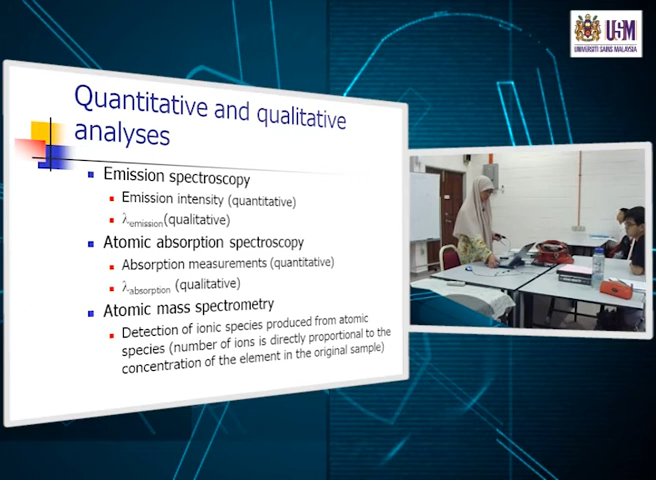 USM
UNIVERSITI SAINS MALAYSIA
Quantitative and qualitative
analyses
Emission spectroscopy
Emission intensity (quantitative)
λemission(qualitative)
Atomic absorption spectroscopy
Absorption measurements (quantitative)
λabsorption (qualitative)
Atomic mass spectrometry
Detection of ionic species produced from atomic
species (number of ions is directly proportional to the
concentration of the element in the original sample)